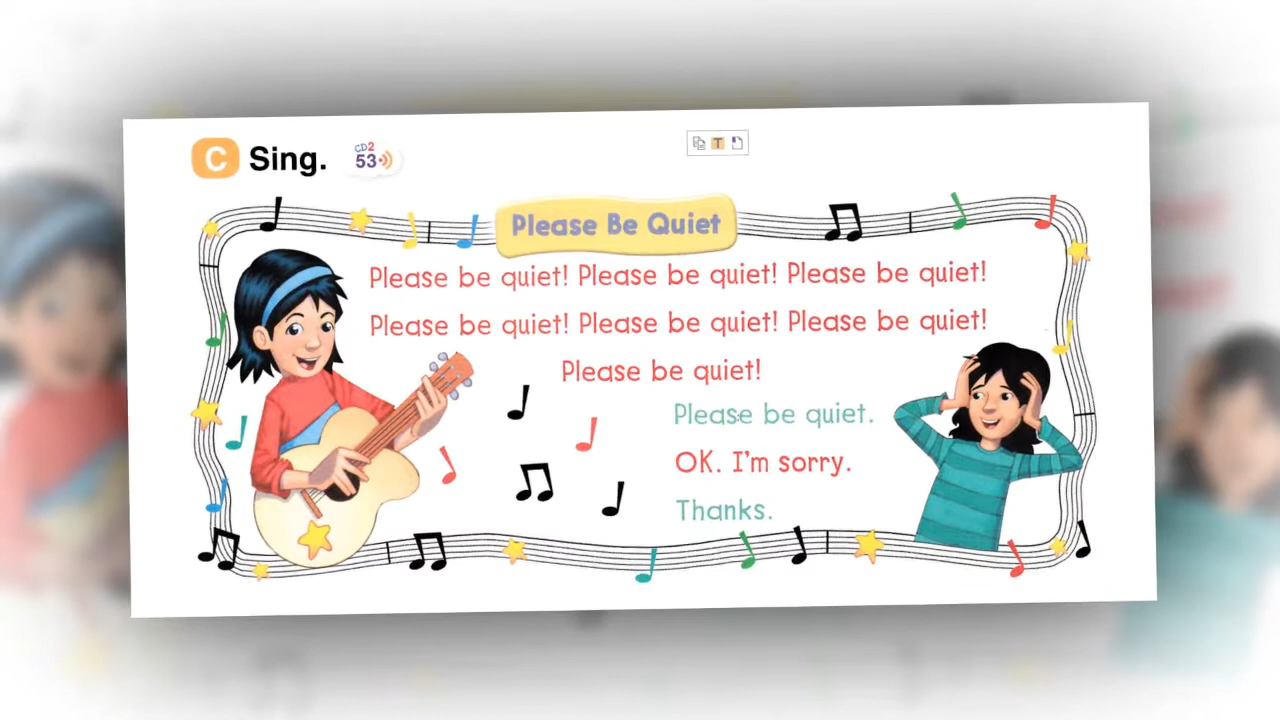 C Sing. CD2
53
Please Be Quiet
Please be quiet! Please be quiet! Please be quiet!
Please be quiet! Please be quiet! Please be quiet!
Please be quiet!
Please be quiet.
OK. I'm sorry.
Thanks.